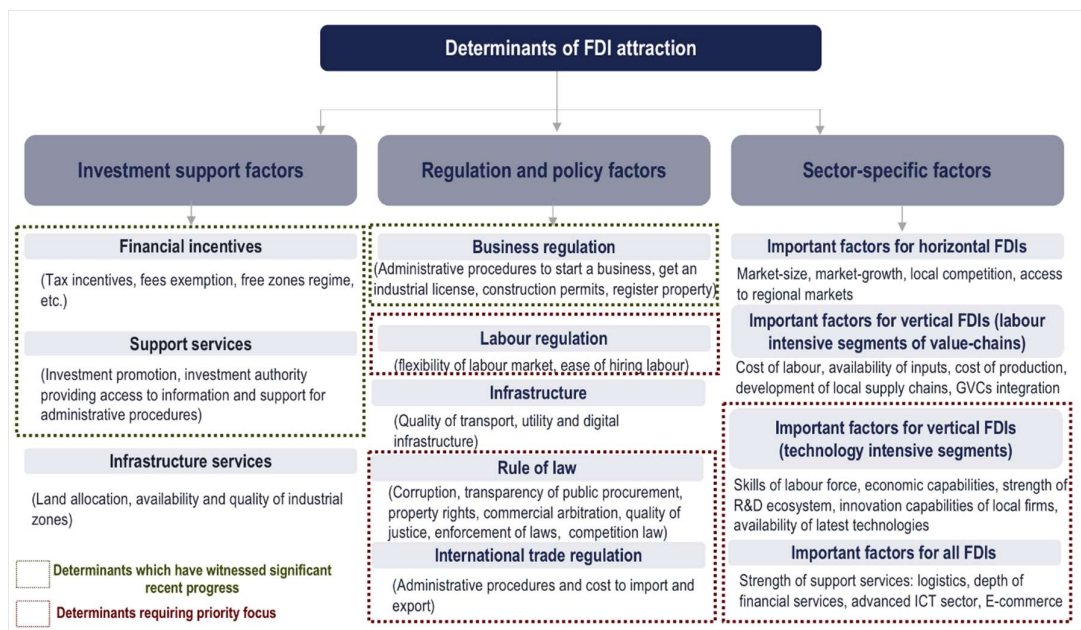 Determinants of FDI attraction
Investment support factors
Financial incentives
(Tax incentives, fees exemption, free zones regime,
etc.)
Support services
(Investment promotion, investment authority
providing access to information and support for
administrative procedures)
Infrastructure services
(Land allocation, availability and quality of industrial
zones)
Regulation and policy factors
Business regulation
(Administrative procedures to start a business, get an
industrial license, construction permits, register property)
Labour regulation
(flexibility of labour market, ease of hiring labour)
Infrastructure
(Quality of transport, utility and digital
infrastructure)
Rule of law
(Corruption, transparency of public procurement,
property rights, commercial arbitration, quality of
justice, enforcement of laws, competition law)
International trade regulation
(Administrative procedures and cost to import and
export)
Sector-specific factors
Important factors for horizontal FDIs
Market-size, market-growth, local competition, access
to regional markets
Important factors for vertical FDIs (labour
intensive segments of value-chains)
Cost of labour, availability of inputs, cost of production,
development of local supply chains, GVCs integration
Important factors for vertical FDIs
(technology intensive segments)
Skills of labour force, economic capabilities, strength of
R&D ecosystem, innovation capabilities of local firms,
availability of latest technologies
Important factors for all FDIs
Strength of support services: logistics, depth of
financial services, advanced ICT sector, E-commerce
Determinants which have witnessed significant
recent progress
Determinants requiring priority focus